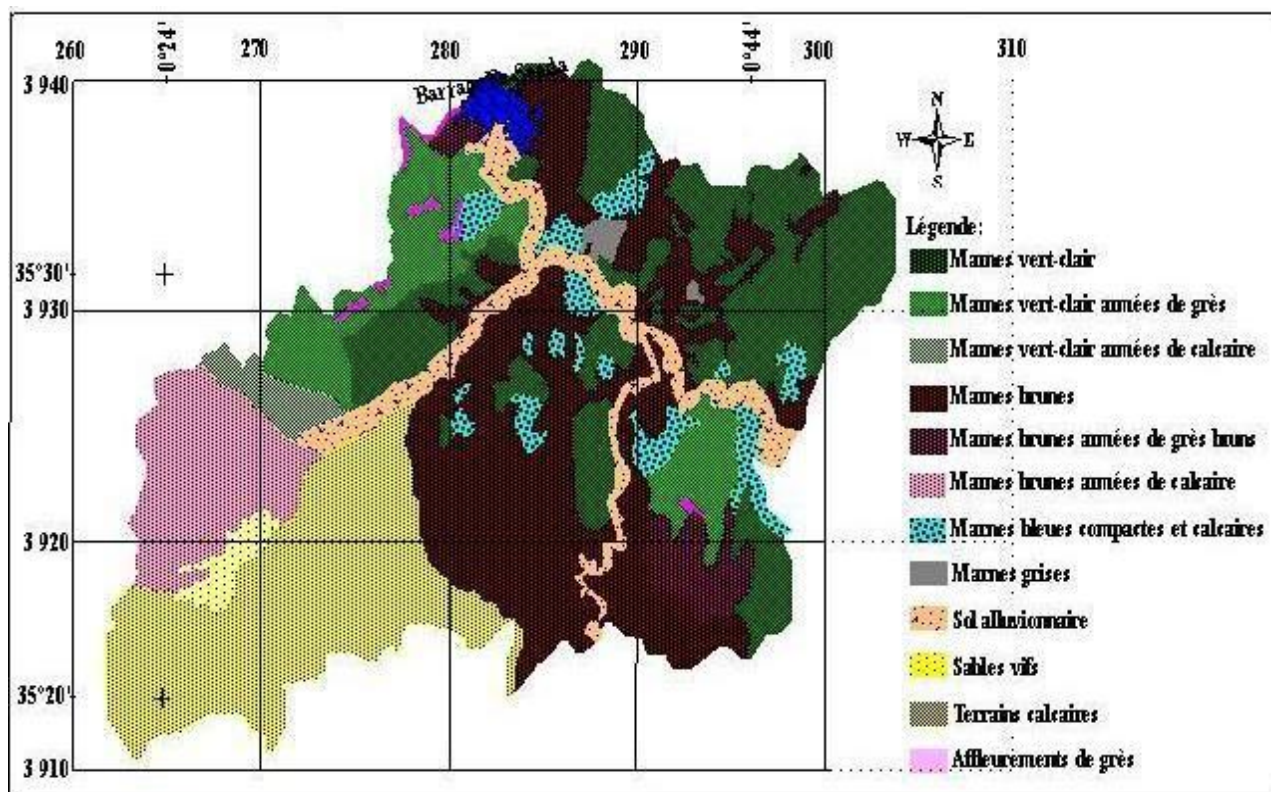 260 0°24' 270 280 290 0°44' 300 310
3 940
35°30'
3 930
3 920
35°20'
3 910
N
W E
S
Légende:
Marnes vert-clair
Marnes vert-clair armées de grès
Marnes vert-clair armées de calcaire
Marnes brunes
Marnes brunes armées de grès bruns
Marnes brunes armées de calcaire
Marnes bleues compactes et calcaires
Marnes grises
Sol alluvionnaire
Sables vifs
Terrains calcaires
Affleurements de grès